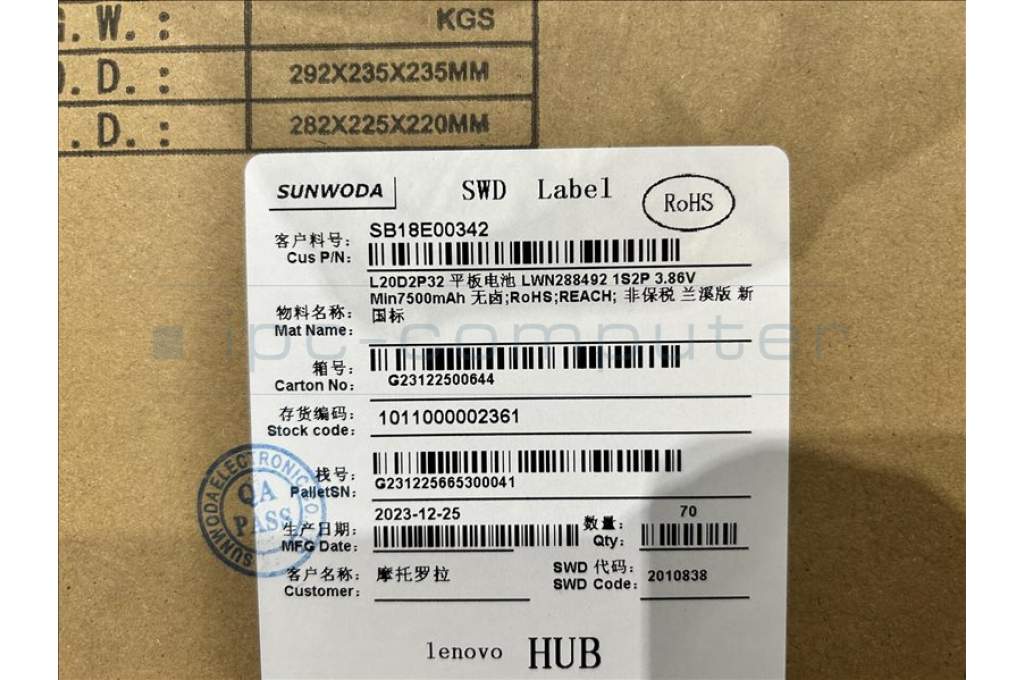 G.W.: KGS
O.D.: 292X235X235MM
.D.: 282X225X220MM
SUNWODA SWD Label RoHS
客户料号: SB18E00342
Cus P/N:
L20D2P32 平板电池 LWN288492 1S2P 3.86V
Min7500mAh 无卤;RoHS;REACH; 非保税 兰溪版 新
物料名称: 国标
Mat Name:
ipc-computer
箱号:
Carton No: G23122500644
存货编码: 1011000002361
Stock code:
栈号:
PalletSN: G231225665300041
SUNWODA ELECTRONIC CO
QA
PASS
2023-12-25 70
生产日期: 数量:
MFG Date: Qty:
客户名称: 摩托罗拉 SWD 代码: 2010838
Customer: SWD Code:
lenovo HUB